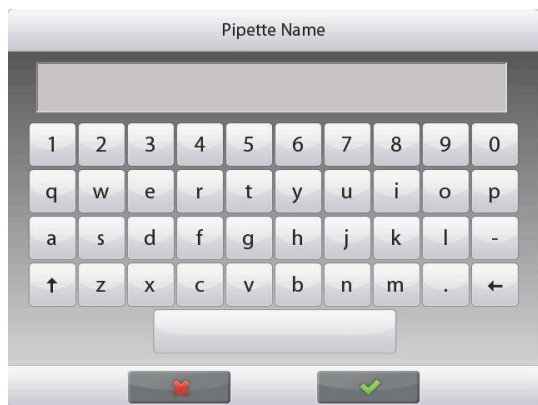 Pipette Name
1 2 3 4 5 6 7 8 9 0
q w e r t y u i o p
a s d f g h j k l -
↑ z x c v b n m . ←